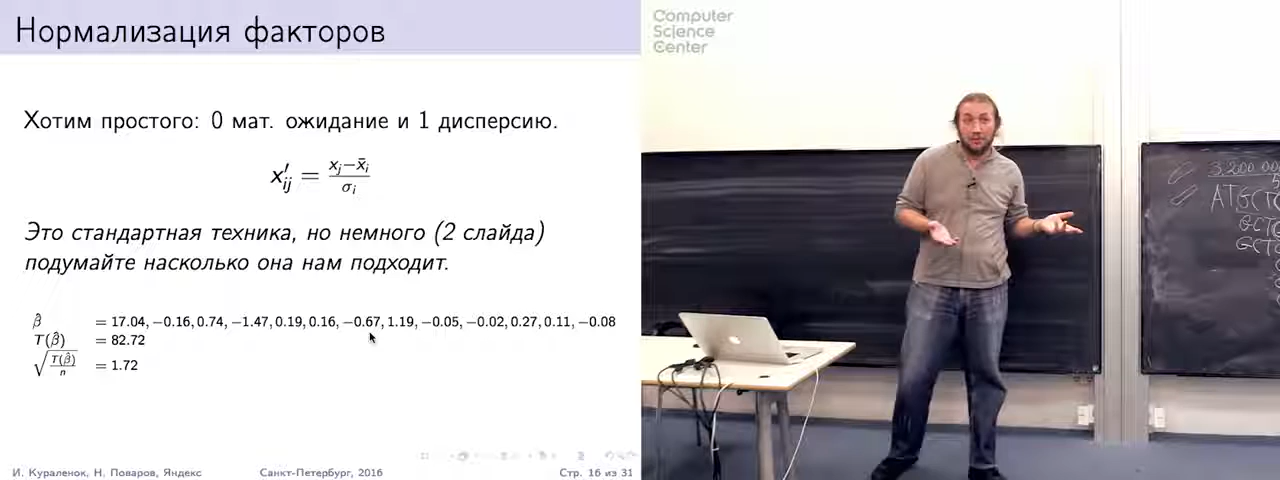 Нормализация факторов
Хотим простого: 0 мат. ожидание и 1 дисперсию.
x′ij = (xj−x̄i)/σi
Это стандартная техника, но немного (2 слайда)
подумайте насколько она нам подходит.
β̂ = 17.04, −0.16, 0.74, −1.47, 0.19, 0.16, −0.67, 1.19, −0.05, −0.02, 0.27, 0.11, −0.08
T(β̂) = 82.72
√(T(β̂)/n) = 1.72
И. Кураленок, Н. Поваров, Яндекс Санкт-Петербург, 2016 Стр. 16 из 31
Computer
Science
Center
3.200.00